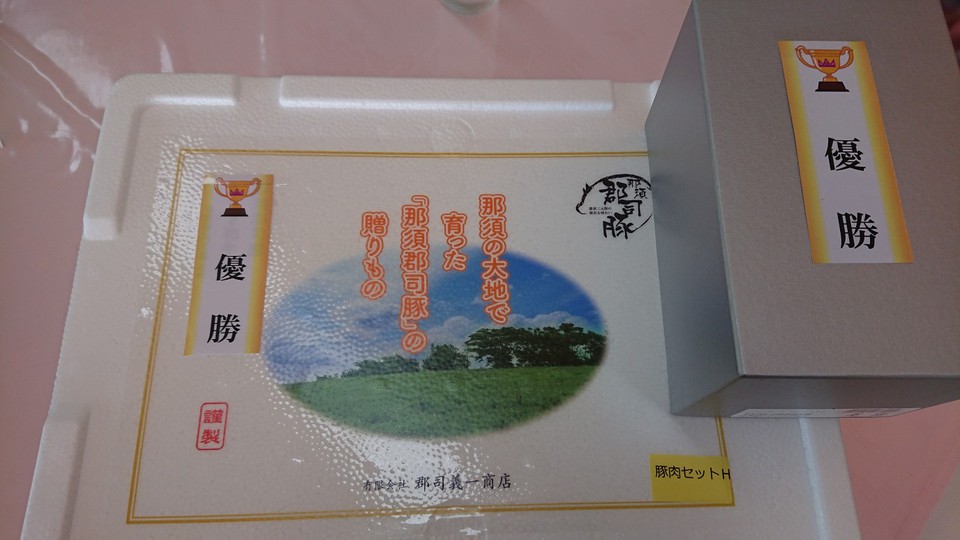 優勝
那須の大地で
育った
「那須郡司豚」の
贈りもの
那須
郡司豚
優勝
謹製
有限会社 郡司義一商店
豚肉セットH